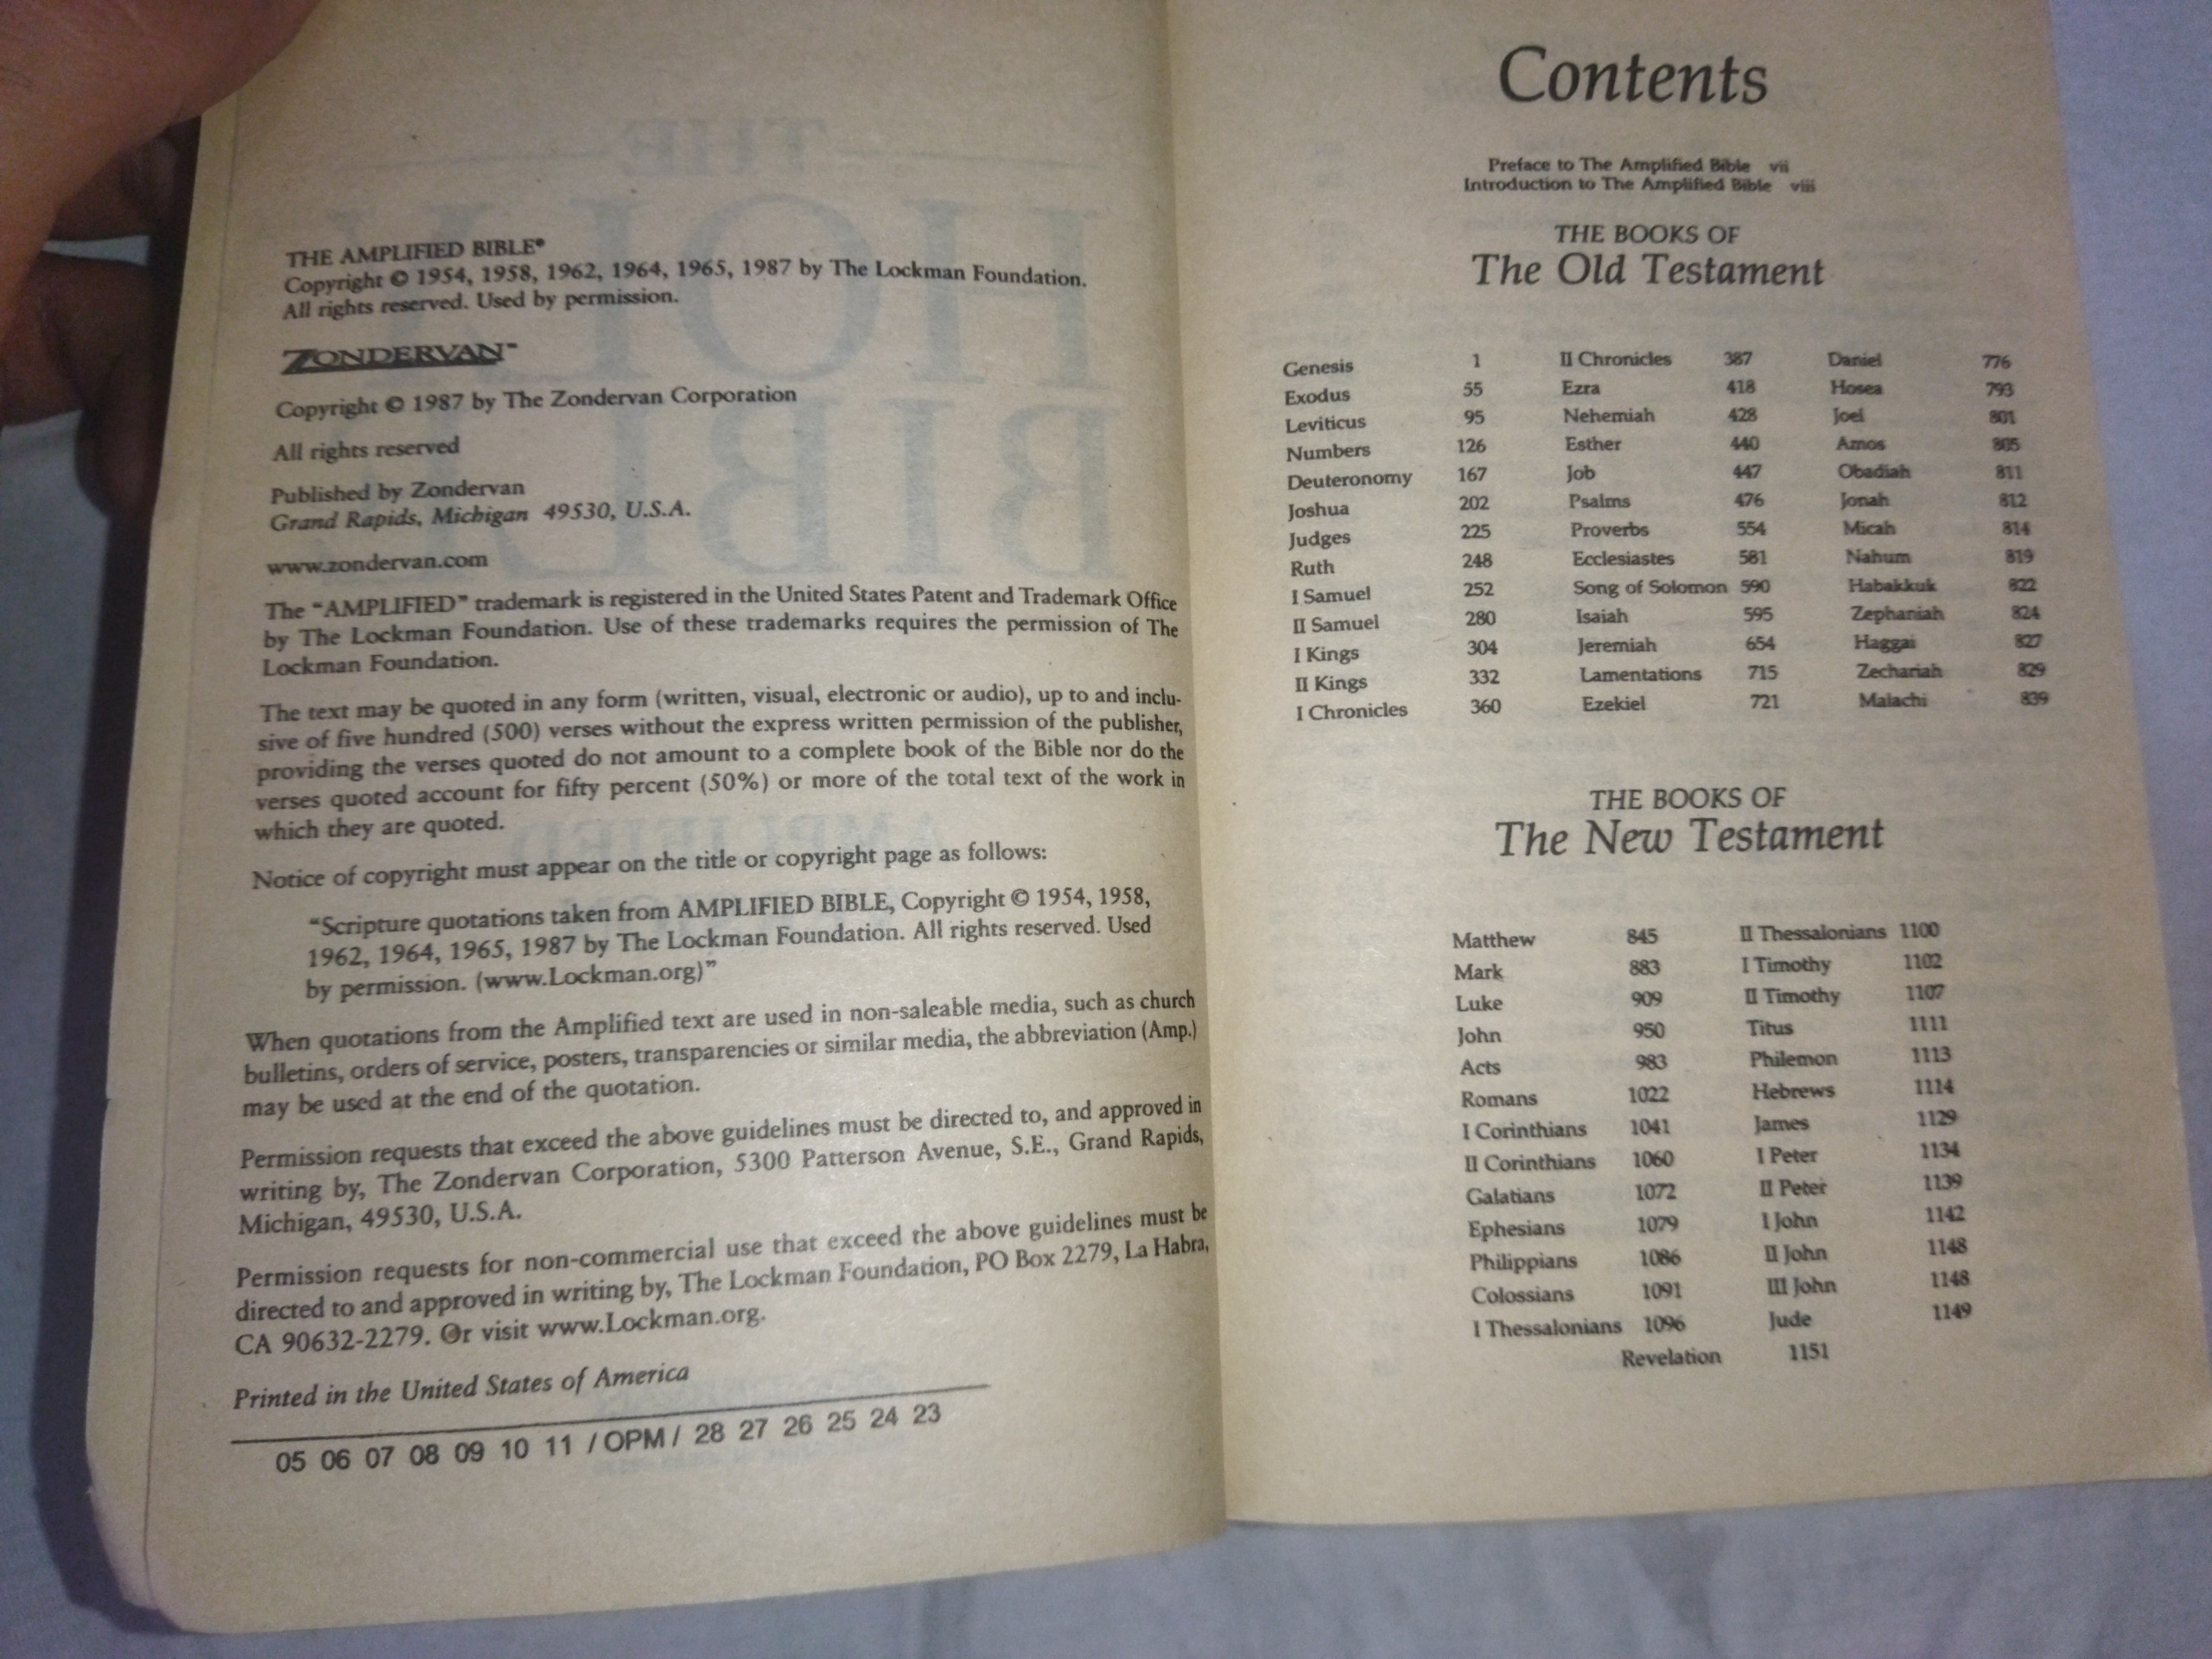 THE AMPLIFIED BIBLE®
Copyright © 1954, 1958, 1962, 1964, 1965, 1987 by The Lockman Foundation.
All rights reserved. Used by permission.
ZONDERVAN™
Copyright © 1987 by The Zondervan Corporation
All rights reserved
Published by Zondervan
Grand Rapids, Michigan 49530, U.S.A.
www.zondervan.com
The "AMPLIFIED" trademark is registered in the United States Patent and Trademark Office
by The Lockman Foundation. Use of these trademarks requires the permission of The
Lockman Foundation.
The text may be quoted in any form (written, visual, electronic or audio), up to and inclu-
sive of five hundred (500) verses without the express written permission of the publisher,
providing the verses quoted do not amount to a complete book of the Bible nor do the
verses quoted account for fifty percent (50%) or more of the total text of the work in
which they are quoted.
Notice of copyright must appear on the title or copyright page as follows:
"Scripture quotations taken from AMPLIFIED BIBLE, Copyright © 1954, 1958,
1962, 1964, 1965, 1987 by The Lockman Foundation. All rights reserved. Used
by permission. (www.Lockman.org)"
When quotations from the Amplified text are used in non-saleable media, such as church
bulletins, orders of service, posters, transparencies or similar media, the abbreviation (Amp.)
may be used at the end of the quotation.
Permission requests that exceed the above guidelines must be directed to, and approved in
writing by, The Zondervan Corporation, 5300 Patterson Avenue, S.E., Grand Rapids,
Michigan, 49530, U.S.A.
Permission requests for non-commercial use that exceed the above guidelines must be
directed to and approved in writing by, The Lockman Foundation, PO Box 2279, La Habra,
CA 90632-2279. Or visit www.Lockman.org.
Printed in the United States of America
05 06 07 08 09 10 11 /OPM/ 28 27 26 25 24 23
Contents
Preface to The Amplified Bible vii
Introduction to The Amplified Bible viii
THE BOOKS OF
The Old Testament
Genesis 1
Exodus 55
Leviticus 95
Numbers 126
Deuteronomy 167
Joshua 202
Judges 225
Ruth 248
I Samuel 252
II Samuel 280
I Kings 304
II Kings 332
I Chronicles 360
II Chronicles 387
Ezra 418
Nehemiah 428
Esther 440
Job 447
Psalms 476
Proverbs 554
Ecclesiastes 581
Song of Solomon 590
Isaiah 595
Jeremiah 654
Lamentations 715
Ezekiel 721
Daniel 776
Hosea 793
Joel 801
Amos 805
Obadiah 811
Jonah 812
Micah 814
Nahum 819
Habakkuk 822
Zephaniah 824
Haggai 827
Zechariah 829
Malachi 839
THE BOOKS OF
The New Testament
Matthew 845
Mark 883
Luke 909
John 950
Acts 983
Romans 1022
I Corinthians 1041
II Corinthians 1060
Galatians 1072
Ephesians 1079
Philippians 1086
Colossians 1091
I Thessalonians 1096
II Thessalonians 1100
I Timothy 1102
II Timothy 1107
Titus 1111
Philemon 1113
Hebrews 1114
James 1129
I Peter 1134
II Peter 1139
I John 1142
II John 1148
III John 1148
Jude 1149
Revelation 1151